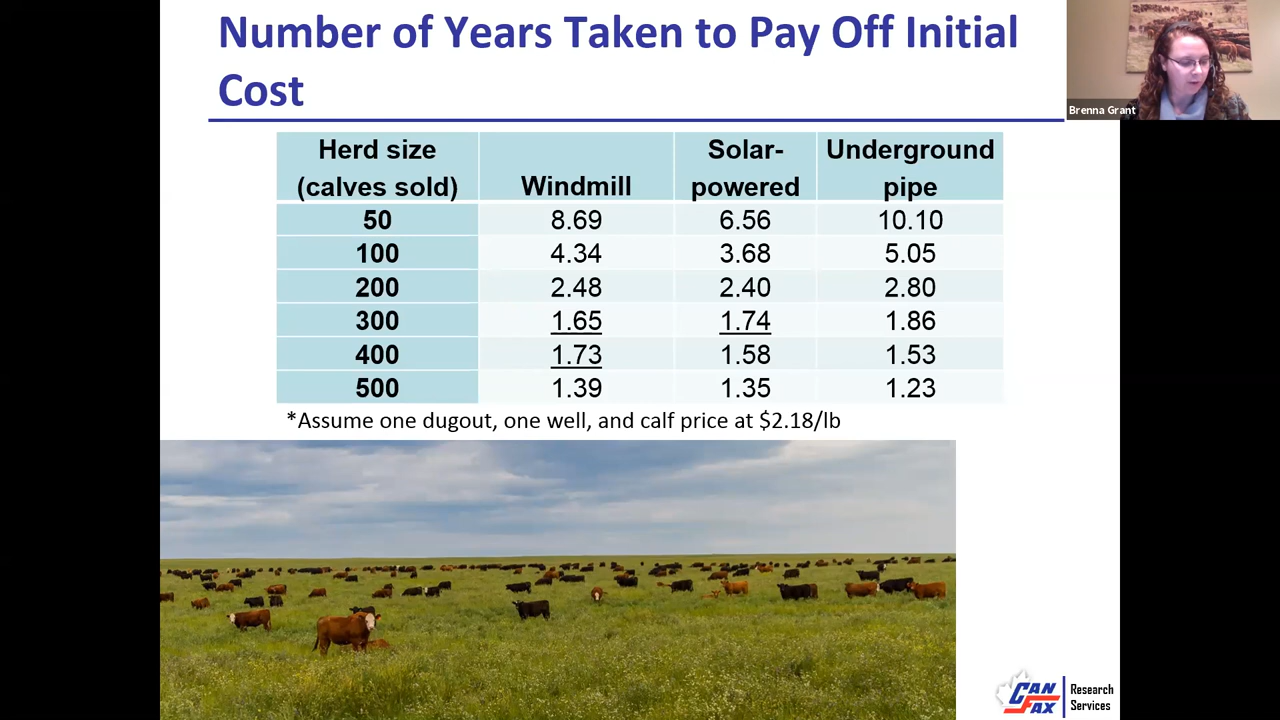 Number of Years Taken to Pay Off Initial
Cost
Brenna Grant
Herd size
(calves sold) Windmill Solar-
powered Underground
pipe
50 8.69 6.56 10.10
100 4.34 3.68 5.05
200 2.48 2.40 2.80
300 1.65 1.74 1.86
400 1.73 1.58 1.53
500 1.39 1.35 1.23
*Assume one dugout, one well, and calf price at $2.18/lb
CAN
FAX
Research
Services